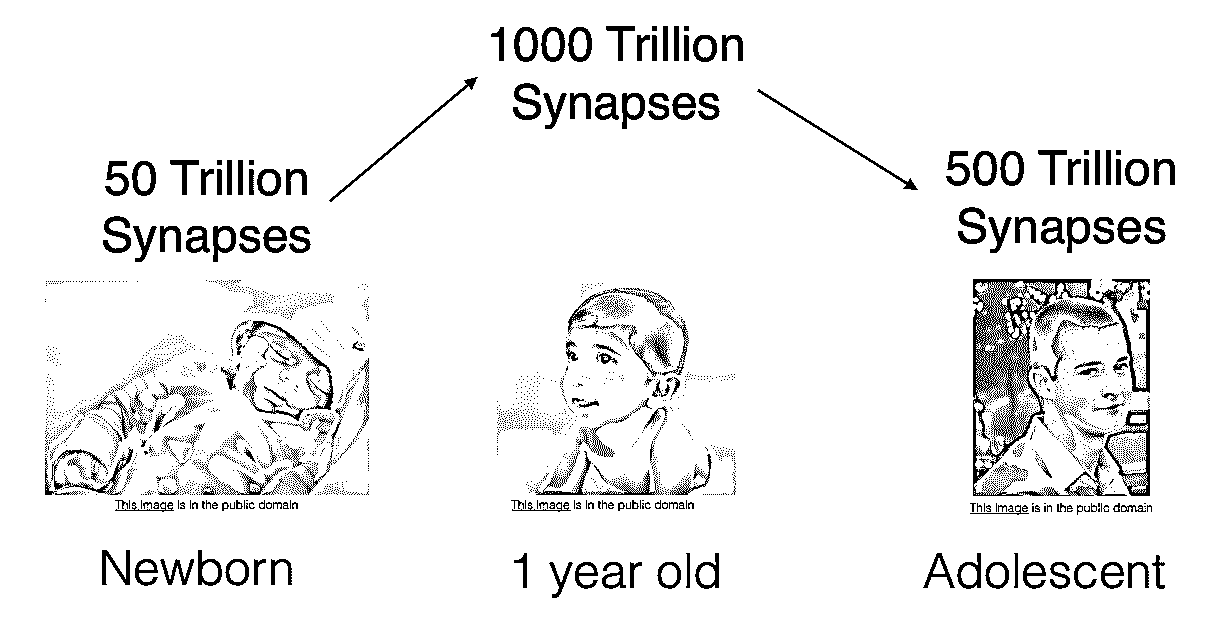 1000 Trillion
Synapses
50 Trillion
Synapses
500 Trillion
Synapses
This image is in the public domain
This image is in the public domain
This image is in the public domain
Newborn
1 year old
Adolescent